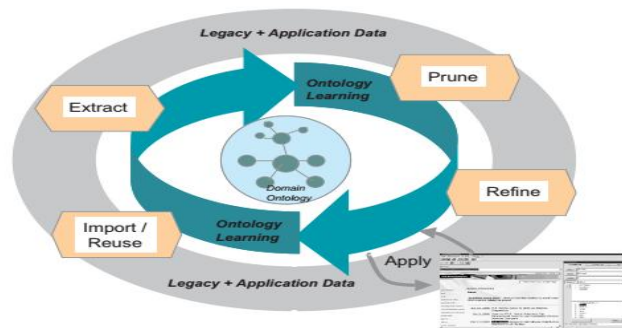 Legacy + Application Data
Ontology
Learning
Prune
Extract
Domain
Ontology
Refine
Import /
Reuse
Ontology
Learning
Apply
Legacy + Application Data